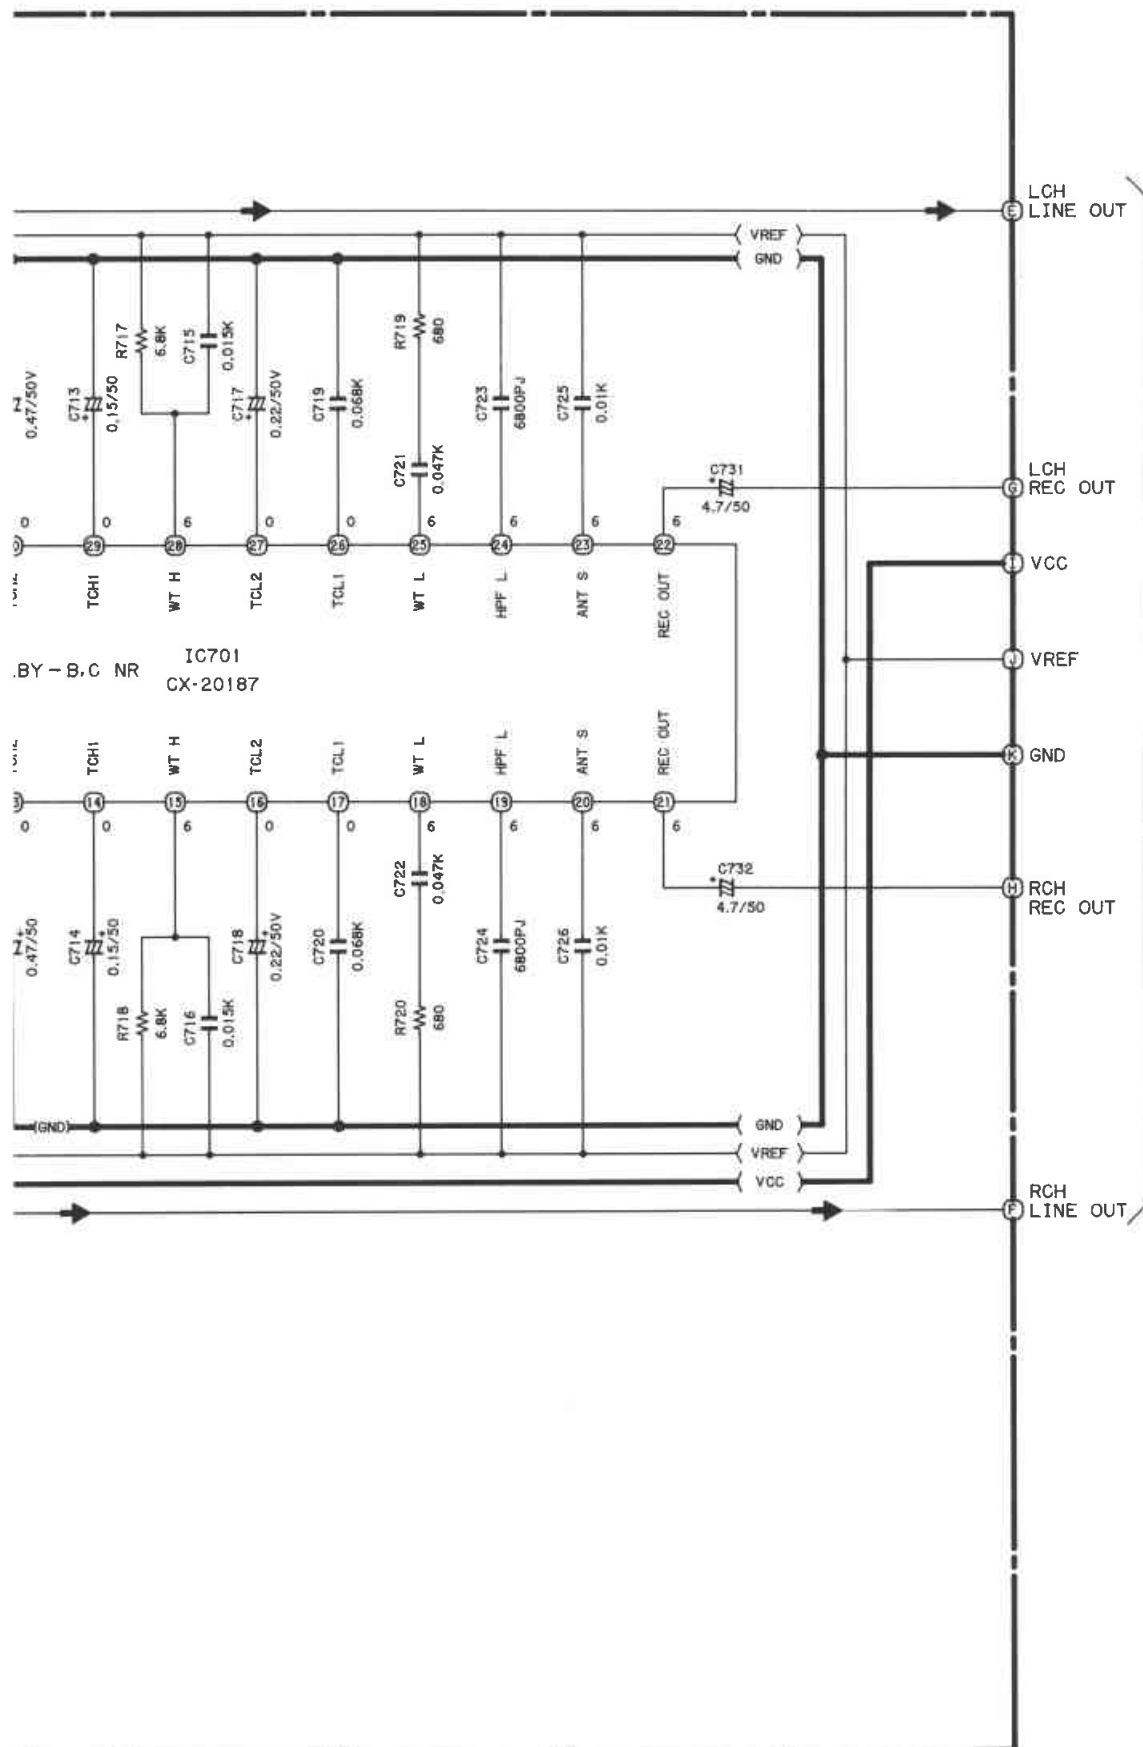 LCH
LINE OUT
E
VREF
GND
R717
6.8K
C715
0.015K
R719
680
0.47/50V
C713
0.15/50
C717
0.22/50V
C719
0.068K
C723
6800PJ
C725
0.01K
C721
0.047K
C731
4.7/50
LCH
REC OUT
G
0 0 6 0 0 6 6 6 6
29 28 27 26 25 24 23 22
TCH1
WT H
TCL2
TCL1
WT L
HPF L
ANT S
REC OUT
I
VCC
.BY-B,C NR
IC701
CX-20187
J
VREF
TCH1
WT H
TCL2
TCL1
WT L
HPF L
ANT S
REC OUT
K
GND
14 15 16 17 18 19 20 21
0 0 6 0 0 6 6 6 6
C722
0.047K
C732
4.7/50
H
RCH
REC OUT
0.47/50
C714
0.15/50
C718
0.22/50V
C720
0.068K
C724
6800PJ
C726
0.01K
R718
6.8K
C716
0.015K
R720
680
(GND)
GND
VREF
VCC
RCH
LINE OUT
F